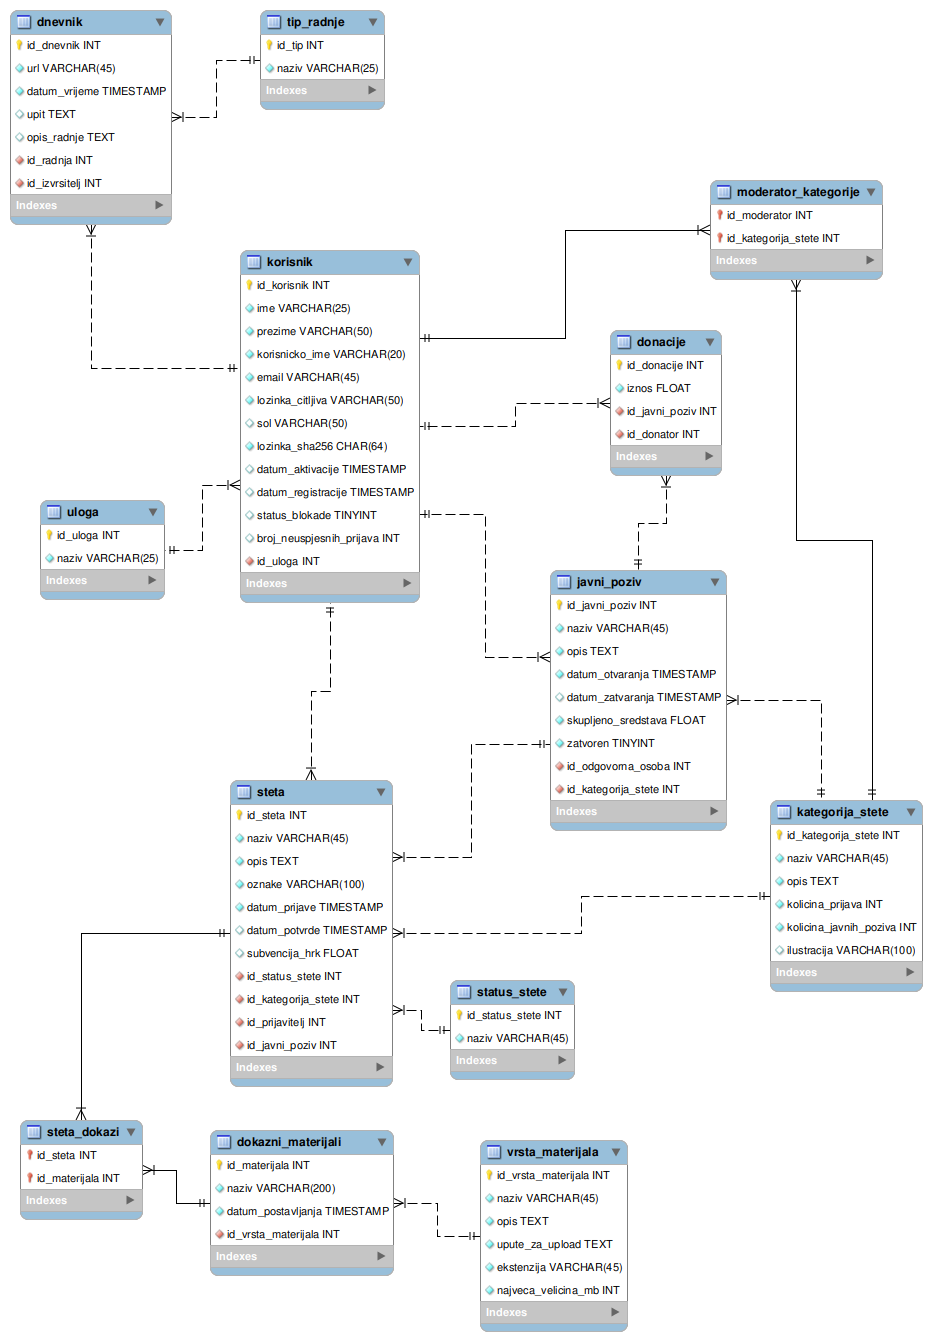 dnevnik
id_dnevnik INT
url VARCHAR(45)
datum_vrijeme TIMESTAMP
upit TEXT
opis_radnje TEXT
id_radnja INT
id_izvrsitelj INT
Indexes
tip_radnje
id_tip INT
naziv VARCHAR(25)
Indexes
moderator_kategorije
id_moderator INT
id_kategorija_stete INT
Indexes
korisnik
id_korisnik INT
ime VARCHAR(25)
prezime VARCHAR(50)
korisnicko_ime VARCHAR(20)
email VARCHAR(45)
lozinka_citljiva VARCHAR(50)
sol VARCHAR(50)
lozinka_sha256 CHAR(64)
datum_aktivacije TIMESTAMP
datum_registracije TIMESTAMP
status_blokade TINYINT
broj_neuspjesnih_prijava INT
id_uloga INT
Indexes
donacije
id_donacije INT
iznos FLOAT
id_javni_poziv INT
id_donator INT
Indexes
uloga
id_uloga INT
naziv VARCHAR(25)
Indexes
javni_poziv
id_javni_poziv INT
naziv VARCHAR(45)
opis TEXT
datum_otvaranja TIMESTAMP
datum_zatvaranja TIMESTAMP
skupljeno_sredstava FLOAT
zatvoren TINYINT
id_odgovorna_osoba INT
id_kategorija_stete INT
Indexes
steta
id_steta INT
naziv VARCHAR(45)
opis TEXT
oznake VARCHAR(100)
datum_prijave TIMESTAMP
datum_potvrde TIMESTAMP
subvencija_hrk FLOAT
id_status_stete INT
id_kategorija_stete INT
id_prijavitelj INT
id_javni_poziv INT
Indexes
kategorija_stete
id_kategorija_stete INT
naziv VARCHAR(45)
opis TEXT
kolicina_prijava INT
kolicina_javnih_poziva INT
ilustracija VARCHAR(100)
Indexes
status_stete
id_status_stete INT
naziv VARCHAR(45)
Indexes
steta_dokazi
id_steta INT
id_materijala INT
Indexes
dokazni_materijali
id_materijala INT
naziv VARCHAR(200)
datum_postavljanja TIMESTAMP
id_vrsta_materijala INT
Indexes
vrsta_materijala
id_vrsta_materijala INT
naziv VARCHAR(45)
opis TEXT
upute_za_upload TEXT
ekstenzija VARCHAR(45)
najveca_velicina_mb INT
Indexes